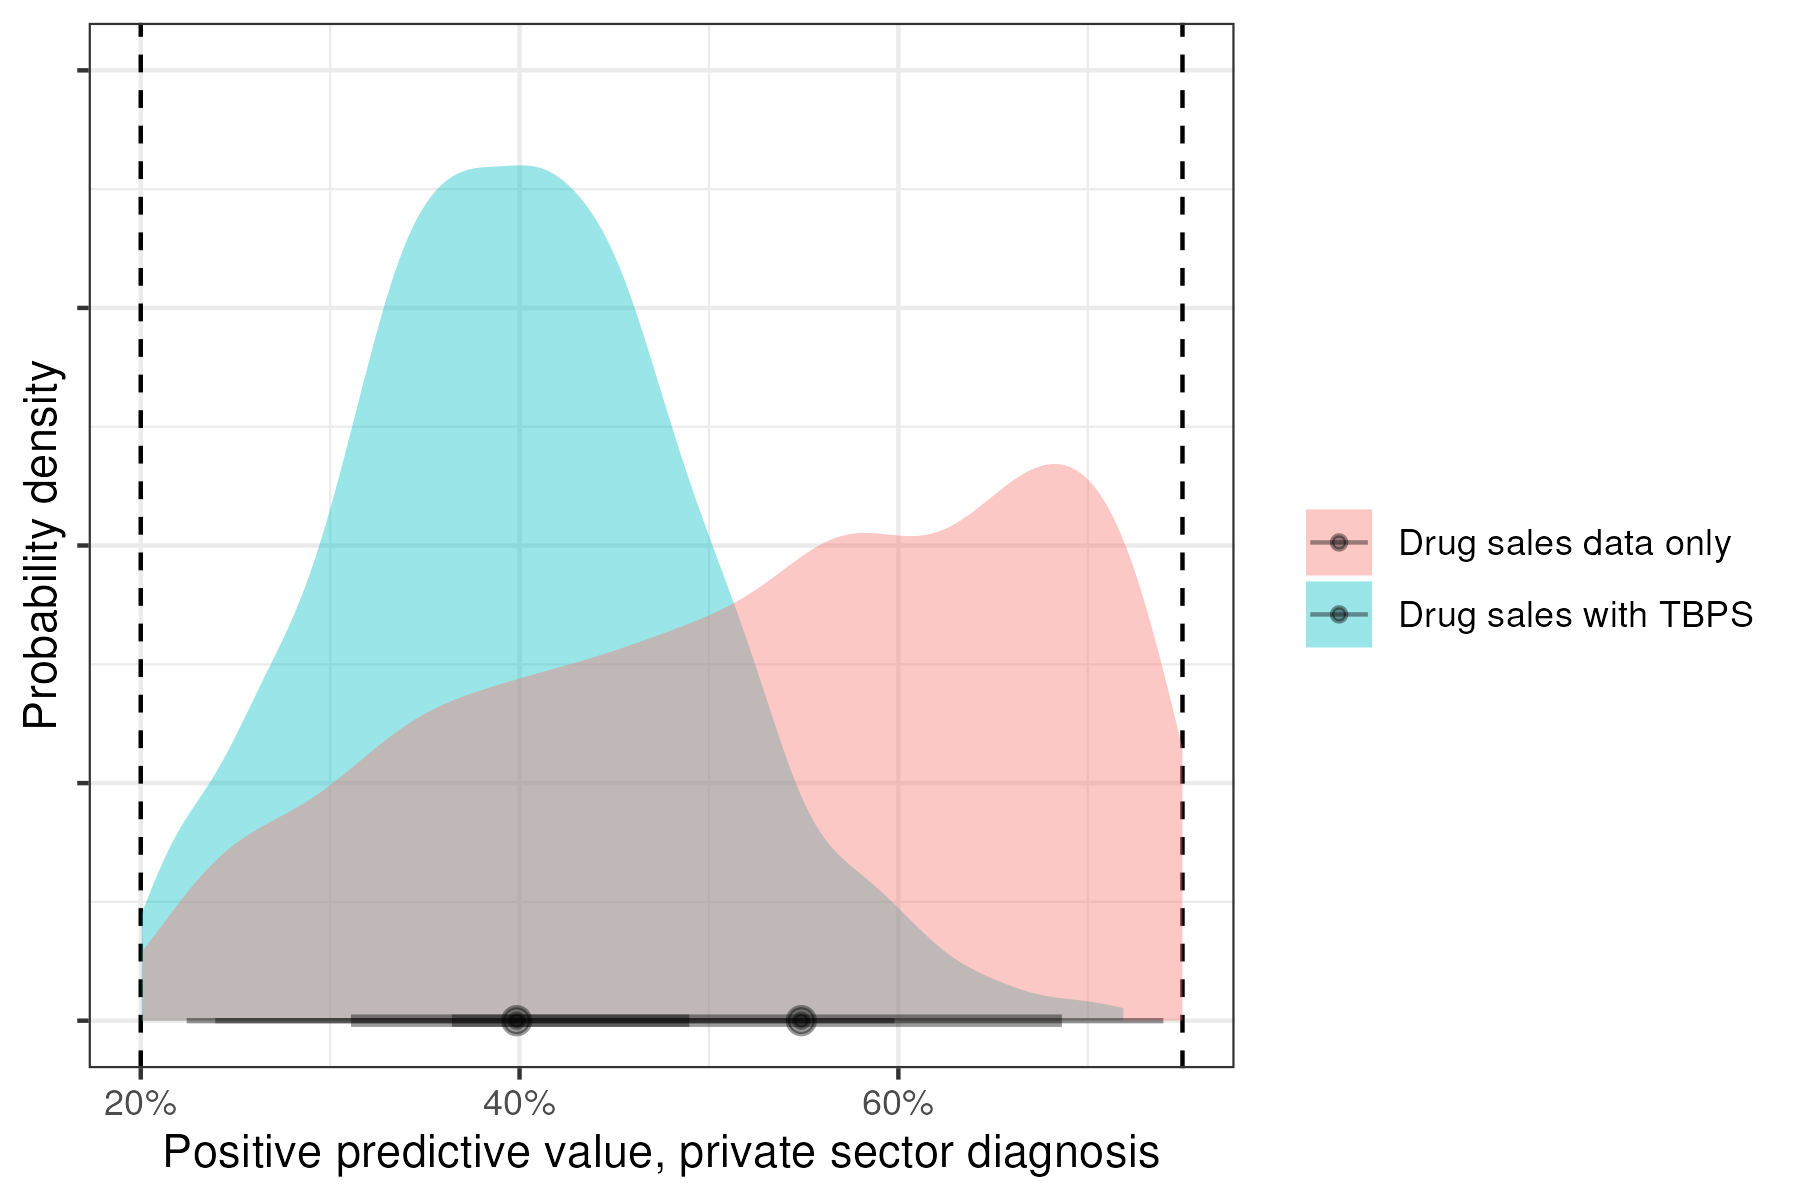 Probability density
20%
40%
60%
Positive predictive value, private sector diagnosis
Drug sales data only
Drug sales with TBPS